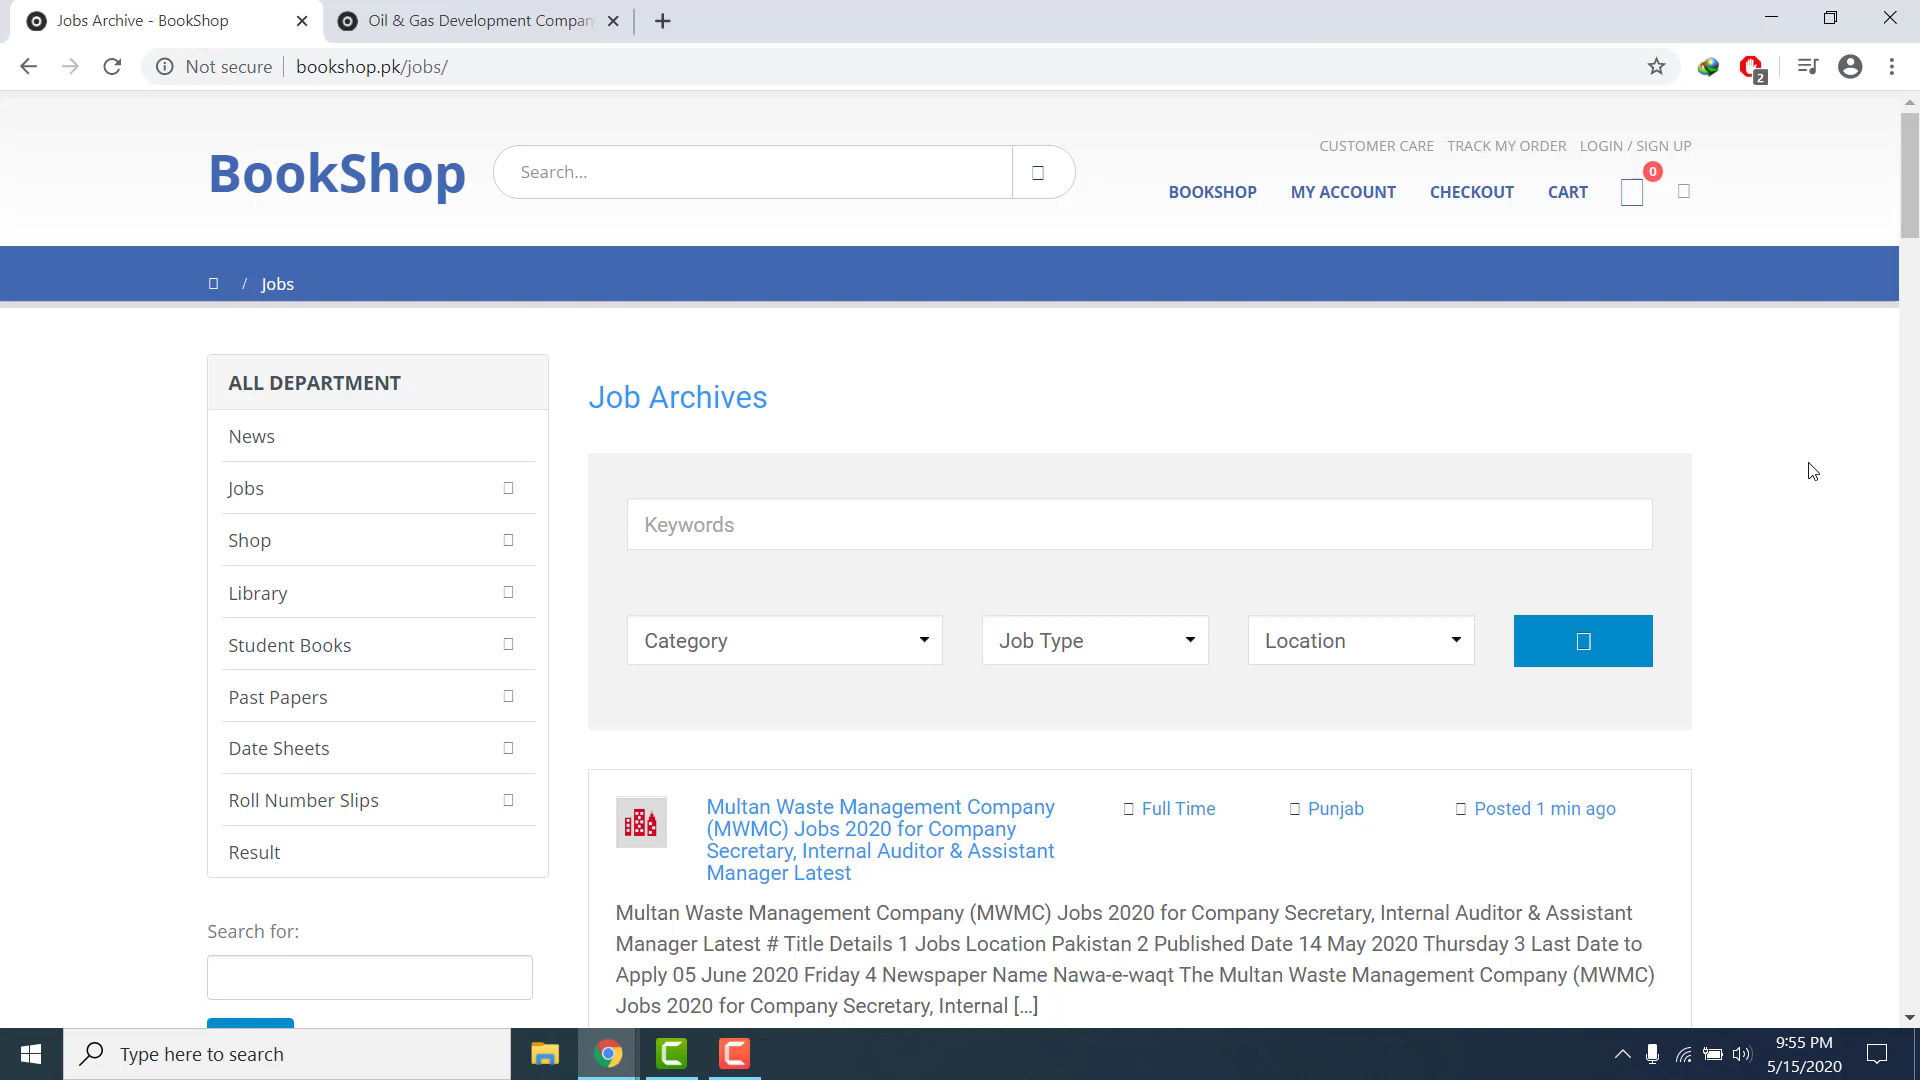 Jobs Archive - BookShop
Oil & Gas Development Compan
Not secure
bookshop.pk/jobs/
2
CUSTOMER CARE TRACK MY ORDER LOGIN / SIGN UP
BookShop
Search...
0
BOOKSHOP MY ACCOUNT CHECKOUT CART
/ Jobs
ALL DEPARTMENT
News
Jobs
Shop
Library
Student Books
Past Papers
Date Sheets
Roll Number Slips
Result
Search for:
Job Archives
Keywords
Category
Job Type
Location
Multan Waste Management Company
(MWMC) Jobs 2020 for Company
Secretary, Internal Auditor & Assistant
Manager Latest
Full Time
Punjab
Posted 1 min ago
Multan Waste Management Company (MWMC) Jobs 2020 for Company Secretary, Internal Auditor & Assistant
Manager Latest # Title Details 1 Jobs Location Pakistan 2 Published Date 14 May 2020 Thursday 3 Last Date to
Apply 05 June 2020 Friday 4 Newspaper Name Nawa-e-waqt The Multan Waste Management Company (MWMC)
Jobs 2020 for Company Secretary, Internal [...]
Type here to search
9:55 PM
5/15/2020